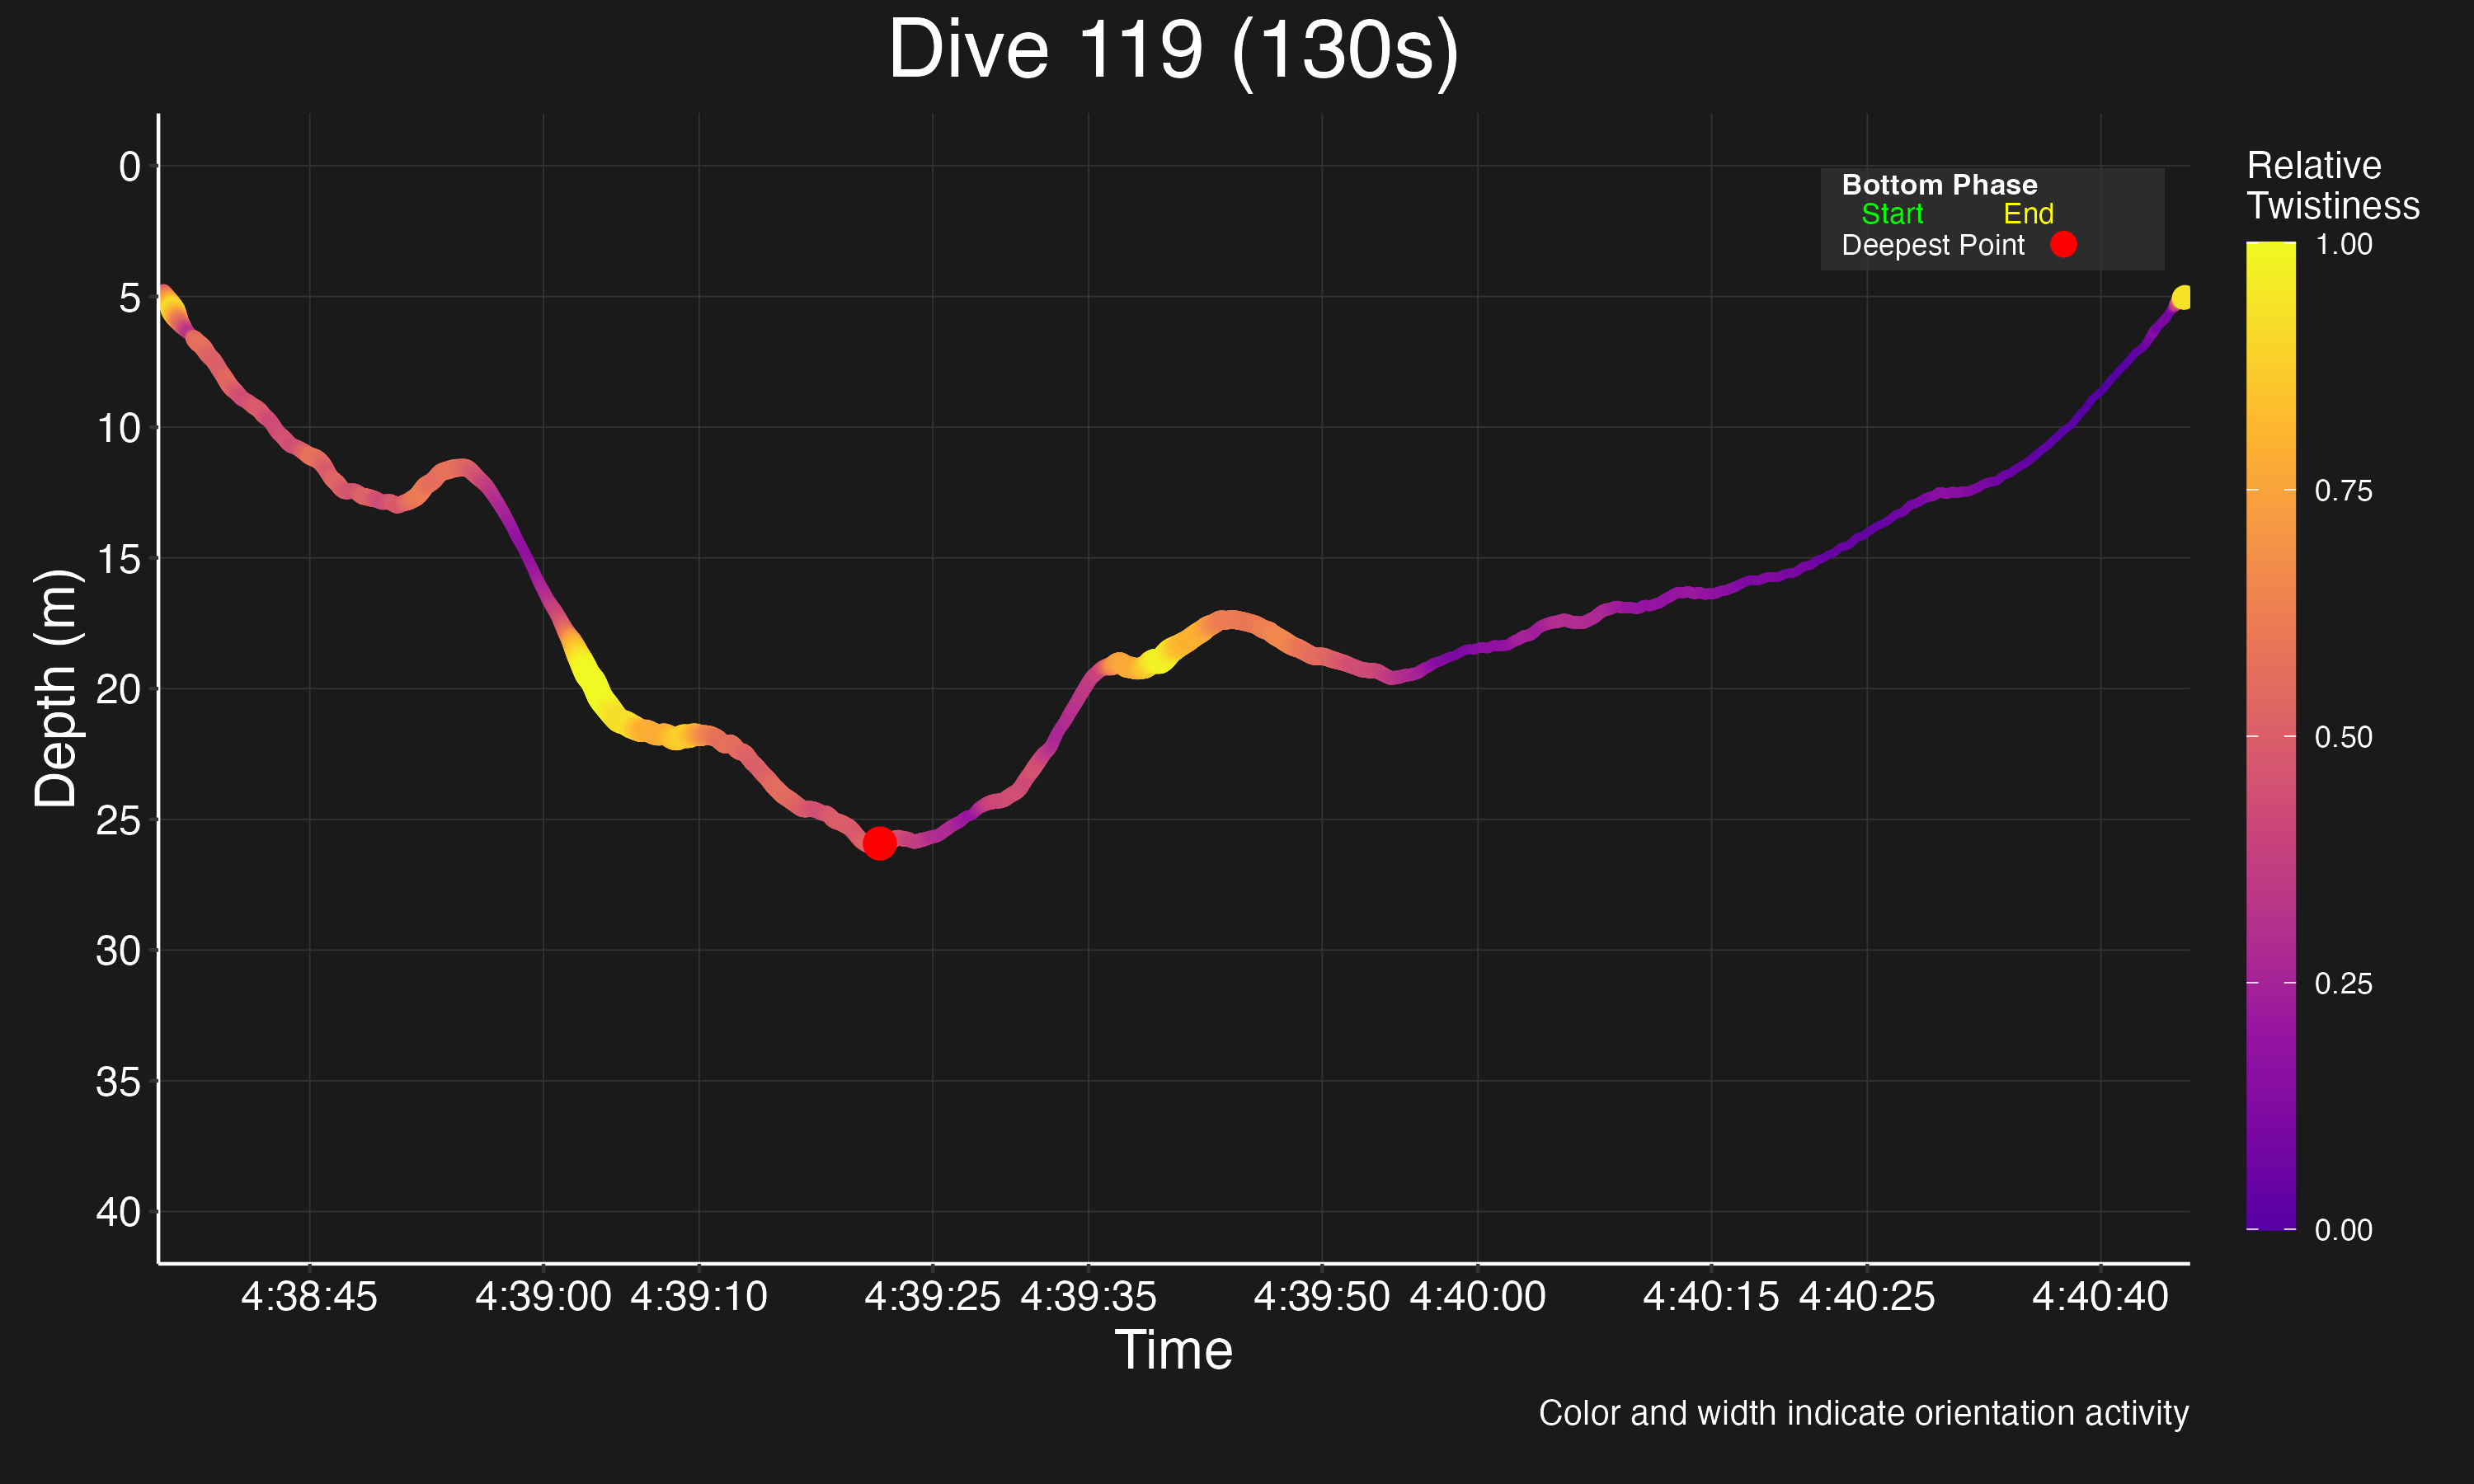 Dive 119 (130s)
Depth (m)
0
5
10
15
20
25
30
35
40
Bottom Phase
Start End
Deepest Point
Relative
Twistiness
1.00
0.75
0.50
0.25
0.00
4:38:45 4:39:00 4:39:10 4:39:25 4:39:35 4:39:50 4:40:00 4:40:15 4:40:25 4:40:40
Time
Color and width indicate orientation activity